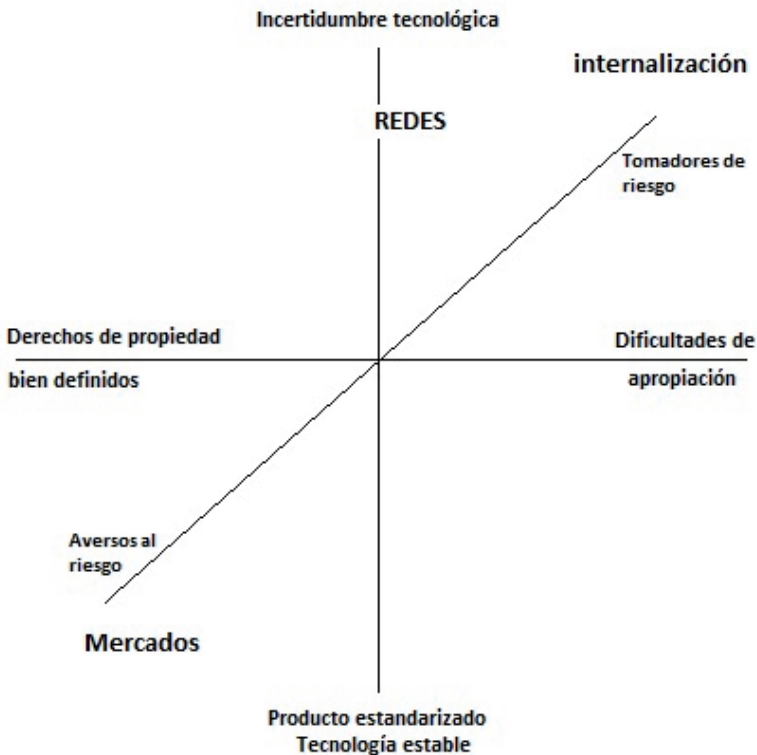 Incertidumbre tecnológica
internalización
REDES
Tomadores de
riesgo
Derechos de propiedad
bien definidos
Dificultades de
apropiación
Aversos al
riesgo
Mercados
Producto estandarizado
Tecnología estable